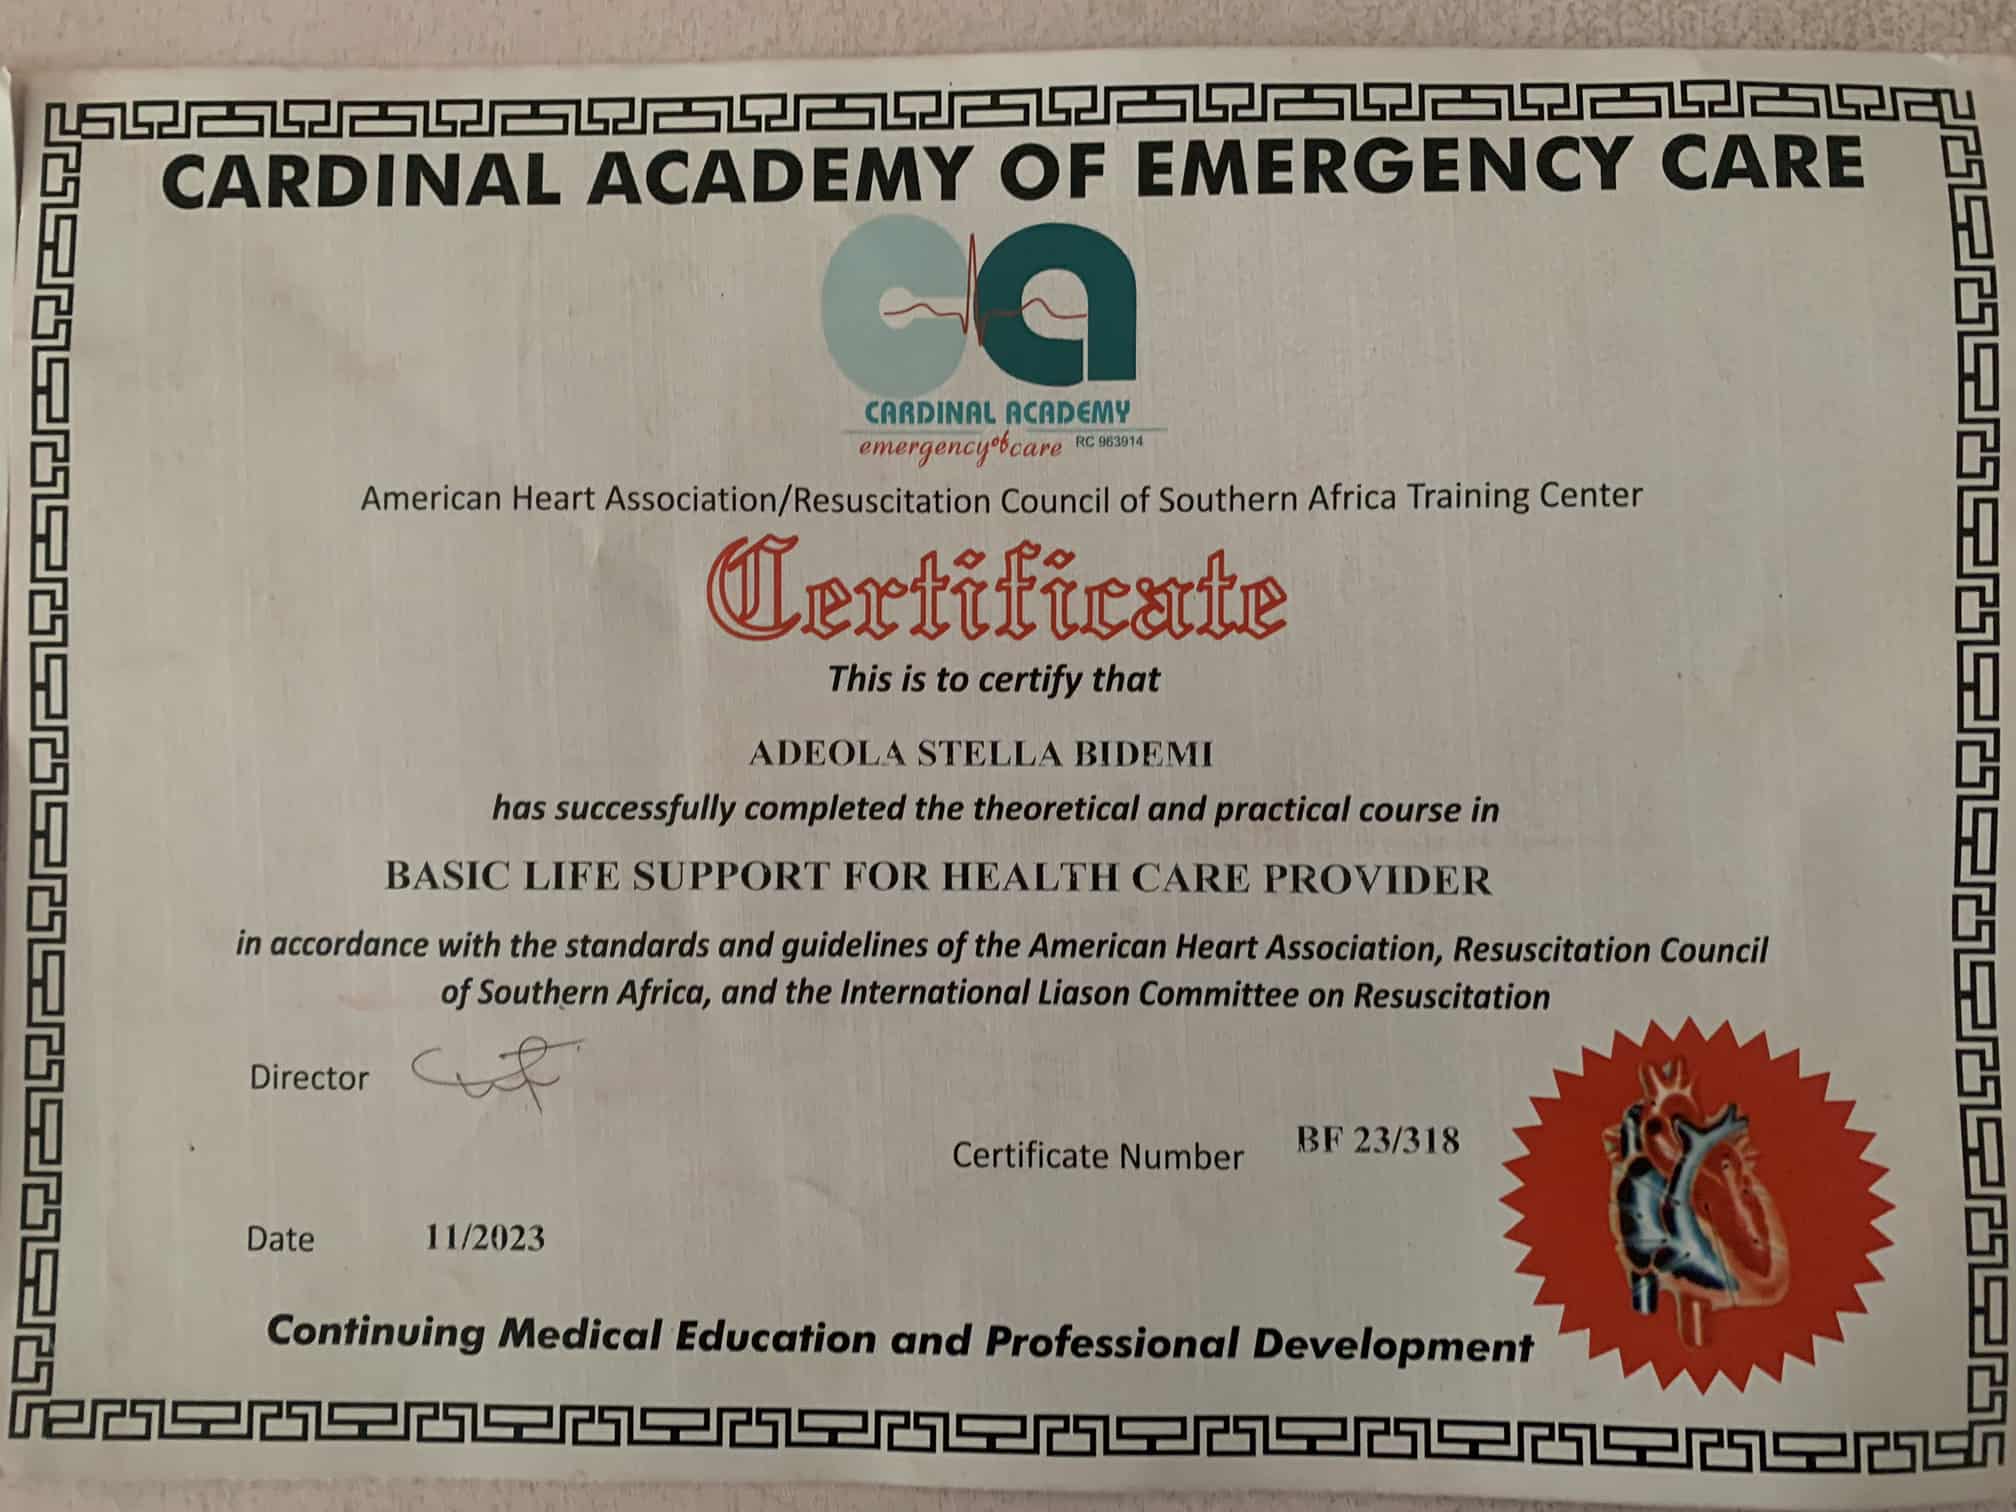 CARDINAL ACADEMY OF EMERGENCY CARE
ca
CARDINAL ACADEMY
emergency of care RC 963914
American Heart Association/Resuscitation Council of Southern Africa Training Center
Certificate
This is to certify that
ADEOLA STELLA BIDEMI
has successfully completed the theoretical and practical course in
BASIC LIFE SUPPORT FOR HEALTH CARE PROVIDER
in accordance with the standards and guidelines of the American Heart Association, Resuscitation Council
of Southern Africa, and the International Liason Committee on Resuscitation
Director
Certificate Number BF 23/318
Date 11/2023
Continuing Medical Education and Professional Development